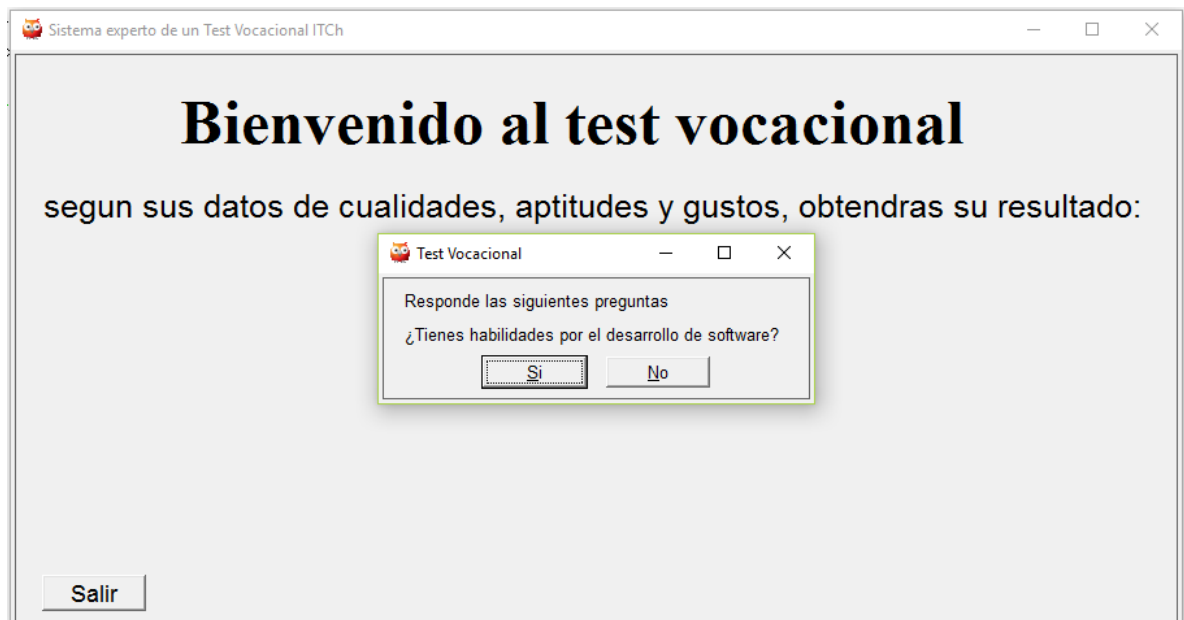 Sistema experto de un Test Vocacional ITCh
Bienvenido al test vocacional
segun sus datos de cualidades, aptitudes y gustos, obtendras su resultado:
Test Vocacional
Responde las siguientes preguntas
¿Tienes habilidades por el desarrollo de software?
Si No
Salir